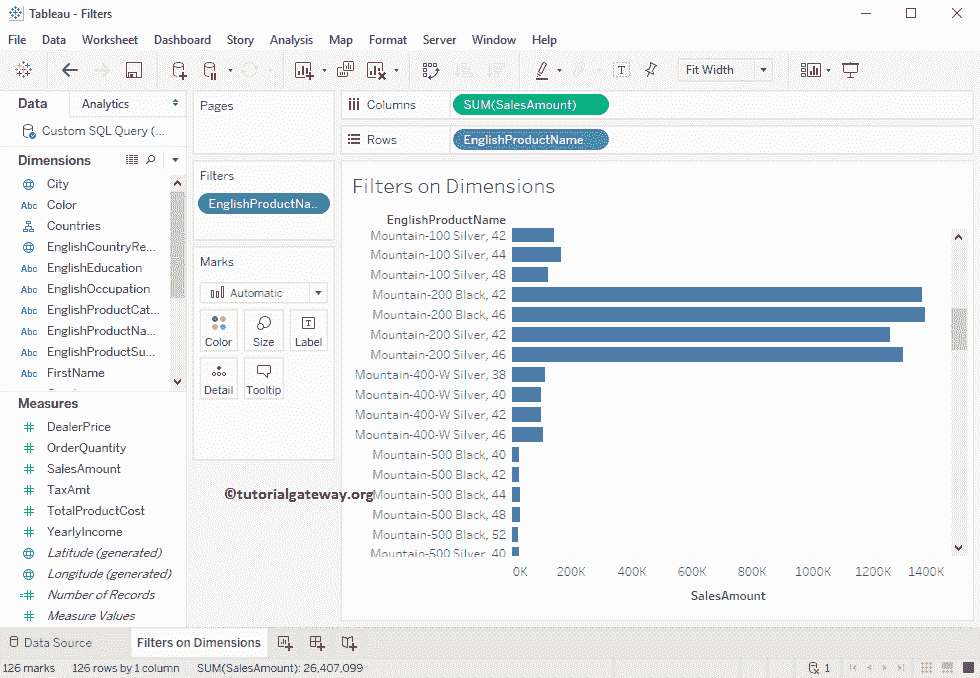 Tableau - Filters
File Data Worksheet Dashboard Story Analysis Map Format Server Window Help
Fit Width
Data
Analytics
Custom SQL Query (...
Dimensions
City
Abc Color
Countries
EnglishCountryRe...
Abc EnglishEducation
Abc EnglishOccupation
Abc EnglishProductCat...
Abc EnglishProductNa...
Abc EnglishProductSu...
Abc FirstName
Measures
DealerPrice
OrderQuantity
SalesAmount
TaxAmt
TotalProductCost
YearlyIncome
Latitude (generated)
Longitude (generated)
Number of Records
Measure Values
Pages
Filters
EnglishProductNa..
Marks
Automatic
Color
Size
Label
Detail
Tooltip
Columns
SUM(SalesAmount)
Rows
EnglishProductName
Filters on Dimensions
EnglishProductName
Mountain-100 Silver, 42
Mountain-100 Silver, 44
Mountain-100 Silver, 48
Mountain-200 Black, 42
Mountain-200 Black, 46
Mountain-200 Silver, 42
Mountain-200 Silver, 46
Mountain-400-W Silver, 38
Mountain-400-W Silver, 40
Mountain-400-W Silver, 42
Mountain-400-W Silver, 46
Mountain-500 Black, 40
Mountain-500 Black, 42
Mountain-500 Black, 44
Mountain-500 Black, 48
Mountain-500 Black, 52
Mountain-500 Silver, 40
©tutorialgateway.org
0K 200K 400K 600K 800K 1000K 1200K 1400K
SalesAmount
Data Source
Filters on Dimensions
126 marks 126 rows by 1 column SUM(SalesAmount): 26,407,099
1